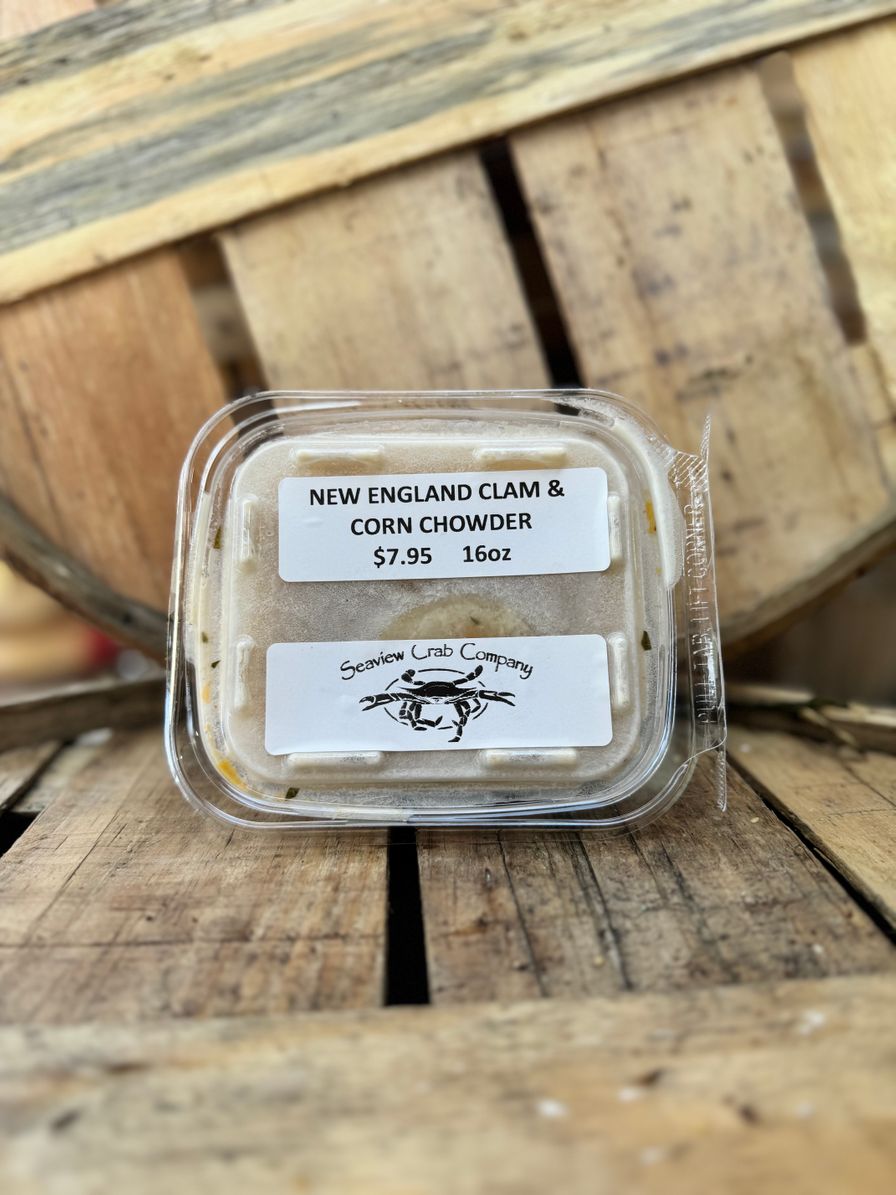 NEW ENGLAND CLAM &
CORN CHOWDER
$7.95 16oz
Seaview Crab Company